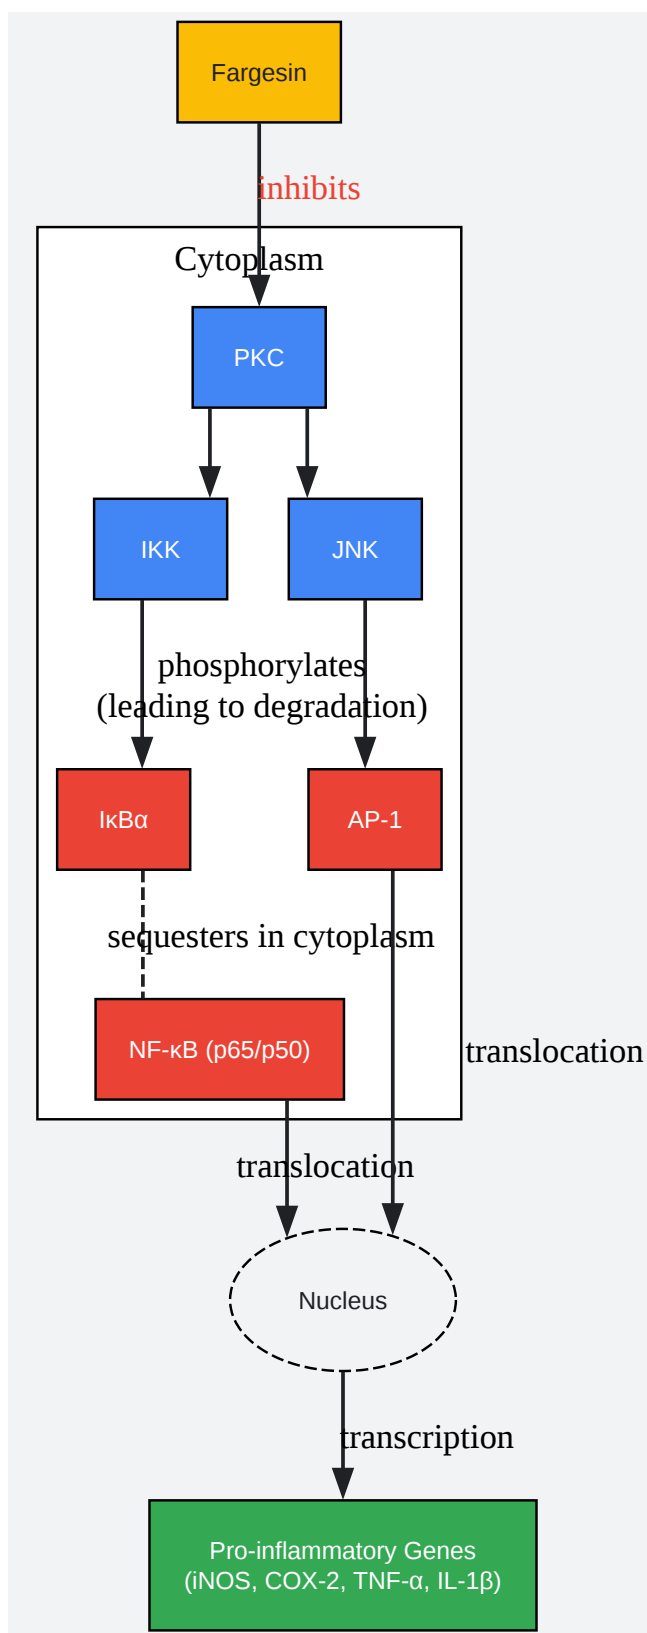 Fargesin
inhibits
Cytoplasm
PKC
IKK
JNK
phosphorylates
(leading to degradation)
IκBα
AP-1
sequesters in cytoplasm
NF-κB (p65/p50)
translocation
translocation
Nucleus
transcription
Pro-inflammatory Genes
(iNOS, COX-2, TNF-α, IL-1β)